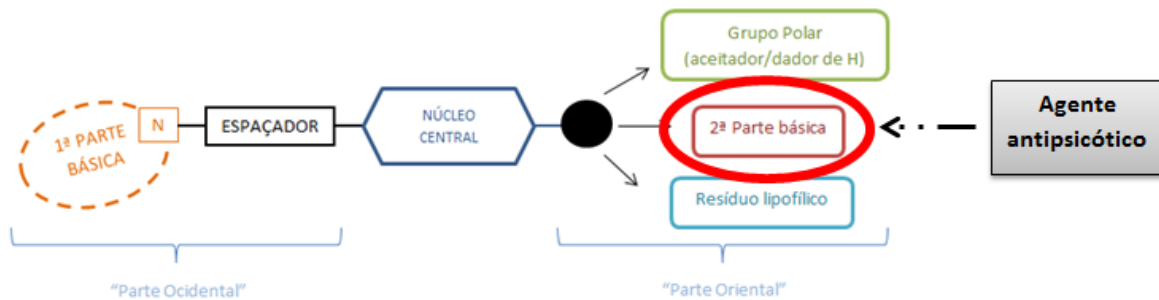 1ª PARTE
BÁSICA
N
ESPAÇADOR
NÚCLEO
CENTRAL
Grupo Polar
(aceitador/dador de H)
2ª Parte básica
Resíduo lipofílico
Agente
antipsicótico
"Parte Ocidental"
"Parte Oriental"